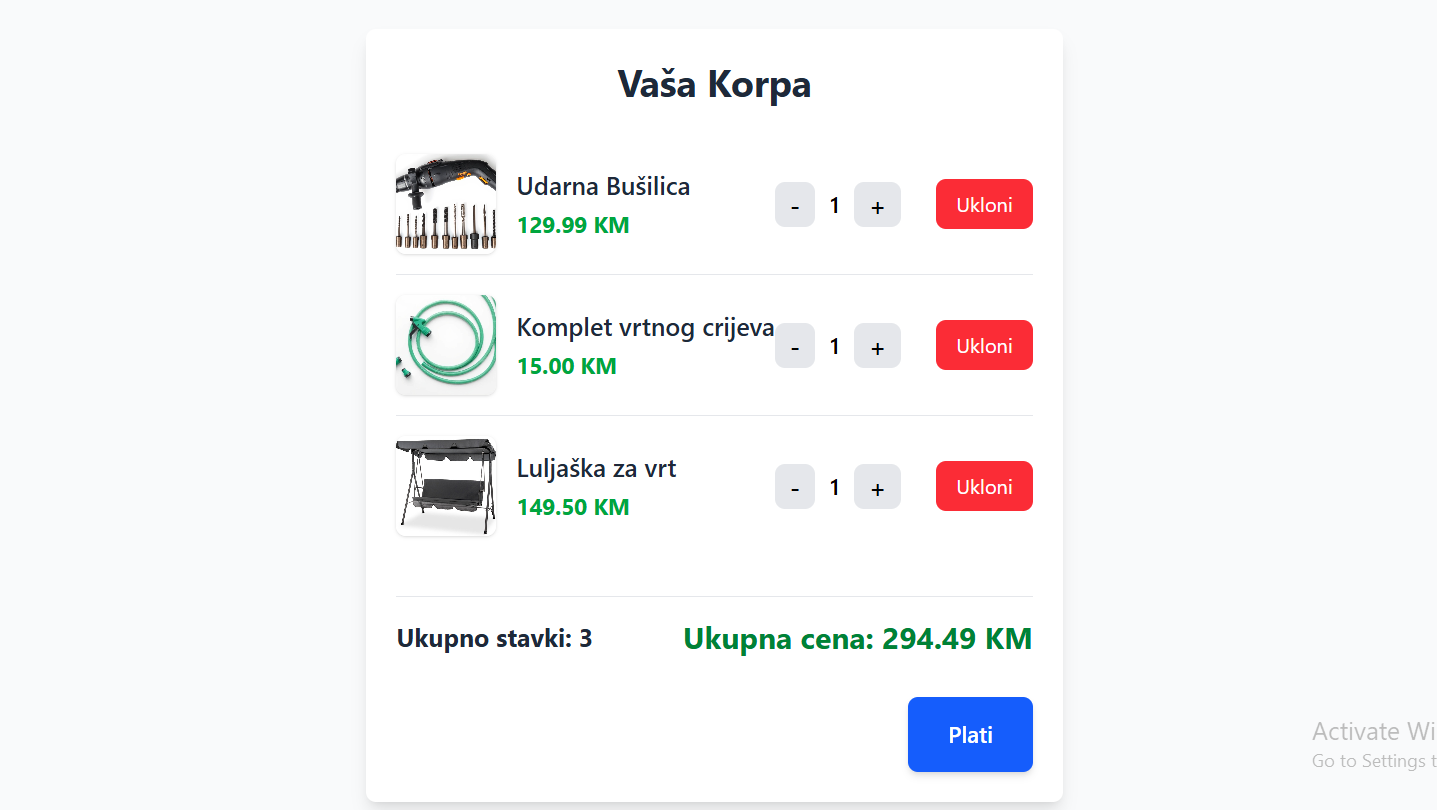 Vaša Korpa
Udarna Bušilica
129.99 KM
- 1 +
Ukloni
Komplet vrtnog crijeva
15.00 KM
- 1 +
Ukloni
Luljaška za vrt
149.50 KM
- 1 +
Ukloni
Ukupno stavki: 3
Ukupna cena: 294.49 KM
Plati
Activate Wi
Go to Settings t